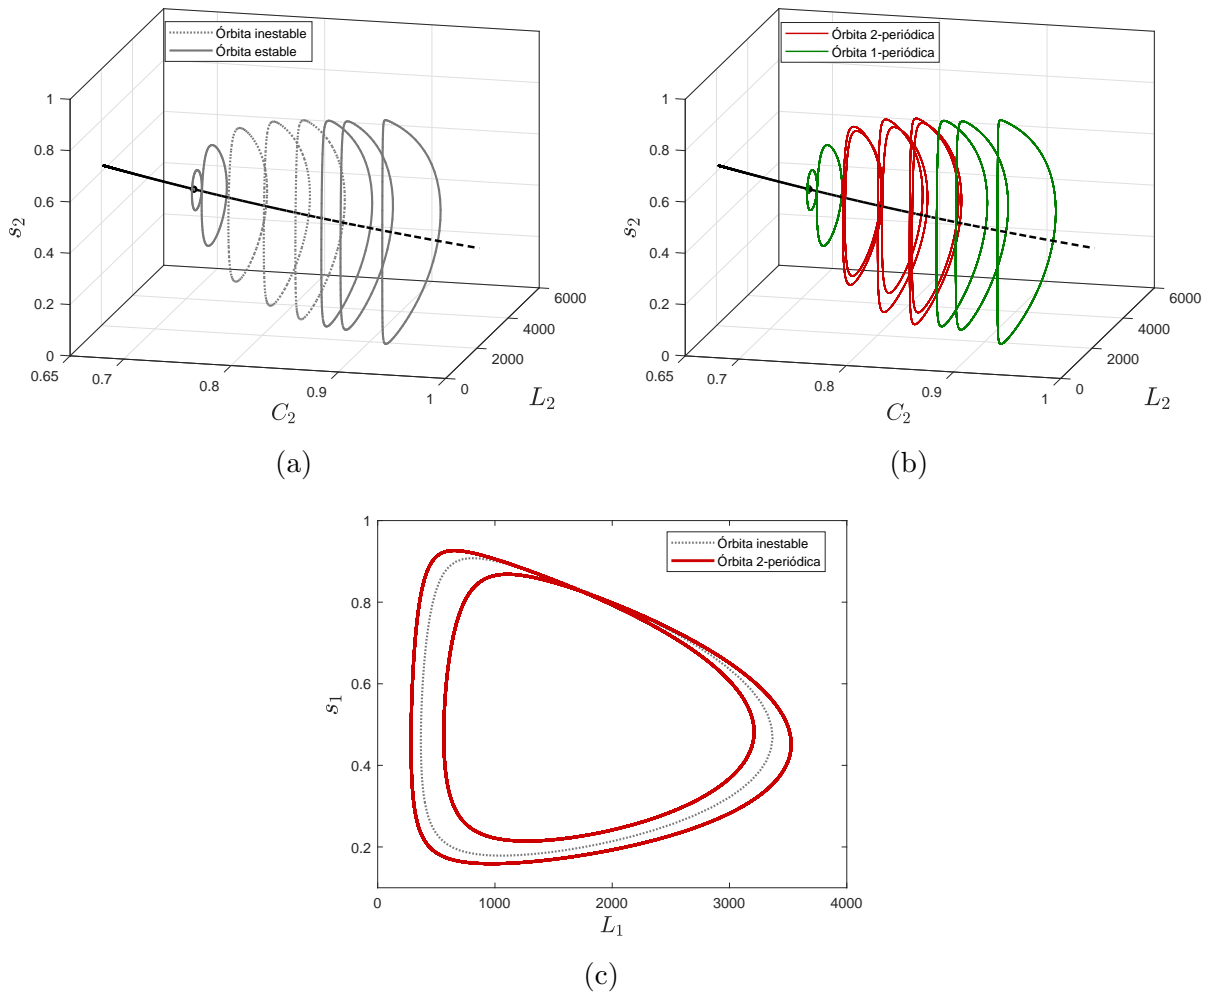 Órbita inestable
Órbita estable
1
0.8
0.6
0.4
0.2
0
s2
0.65
0.7
0.8
0.9
1
C2
0
2000
4000
6000
L2
(a)
Órbita 2-periódica
Órbita 1-periódica
1
0.8
0.6
0.4
0.2
0
s2
0.65
0.7
0.8
0.9
1
C2
0
2000
4000
6000
L2
(b)
Órbita inestable
Órbita 2-periódica
1
0.8
0.6
0.4
0.2
s1
0
1000
2000
3000
4000
L1
(c)